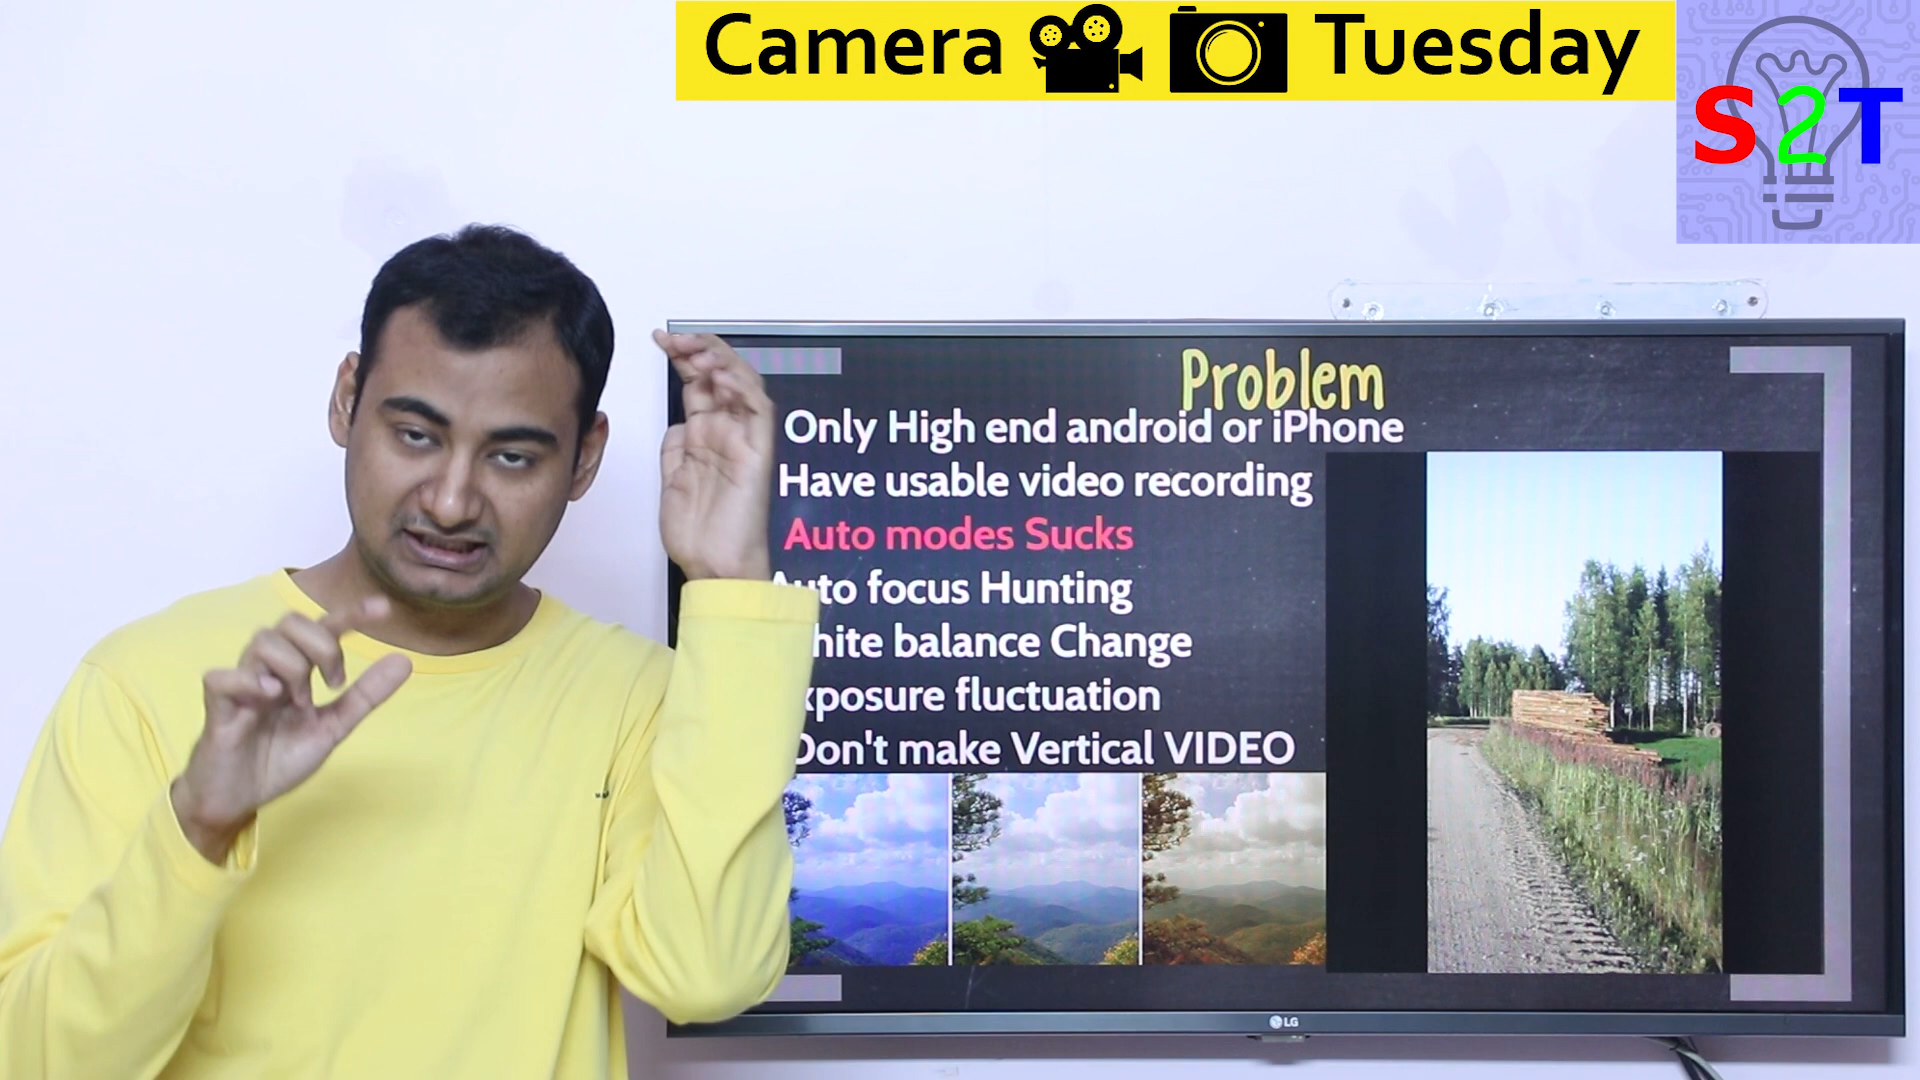 Camera Tuesday
S2T
Problem
Only High end android or iPhone
Have usable video recording
Auto modes Sucks
Auto focus Hunting
hite balance Change
xposure fluctuation
Don't make Vertical VIDEO
LG